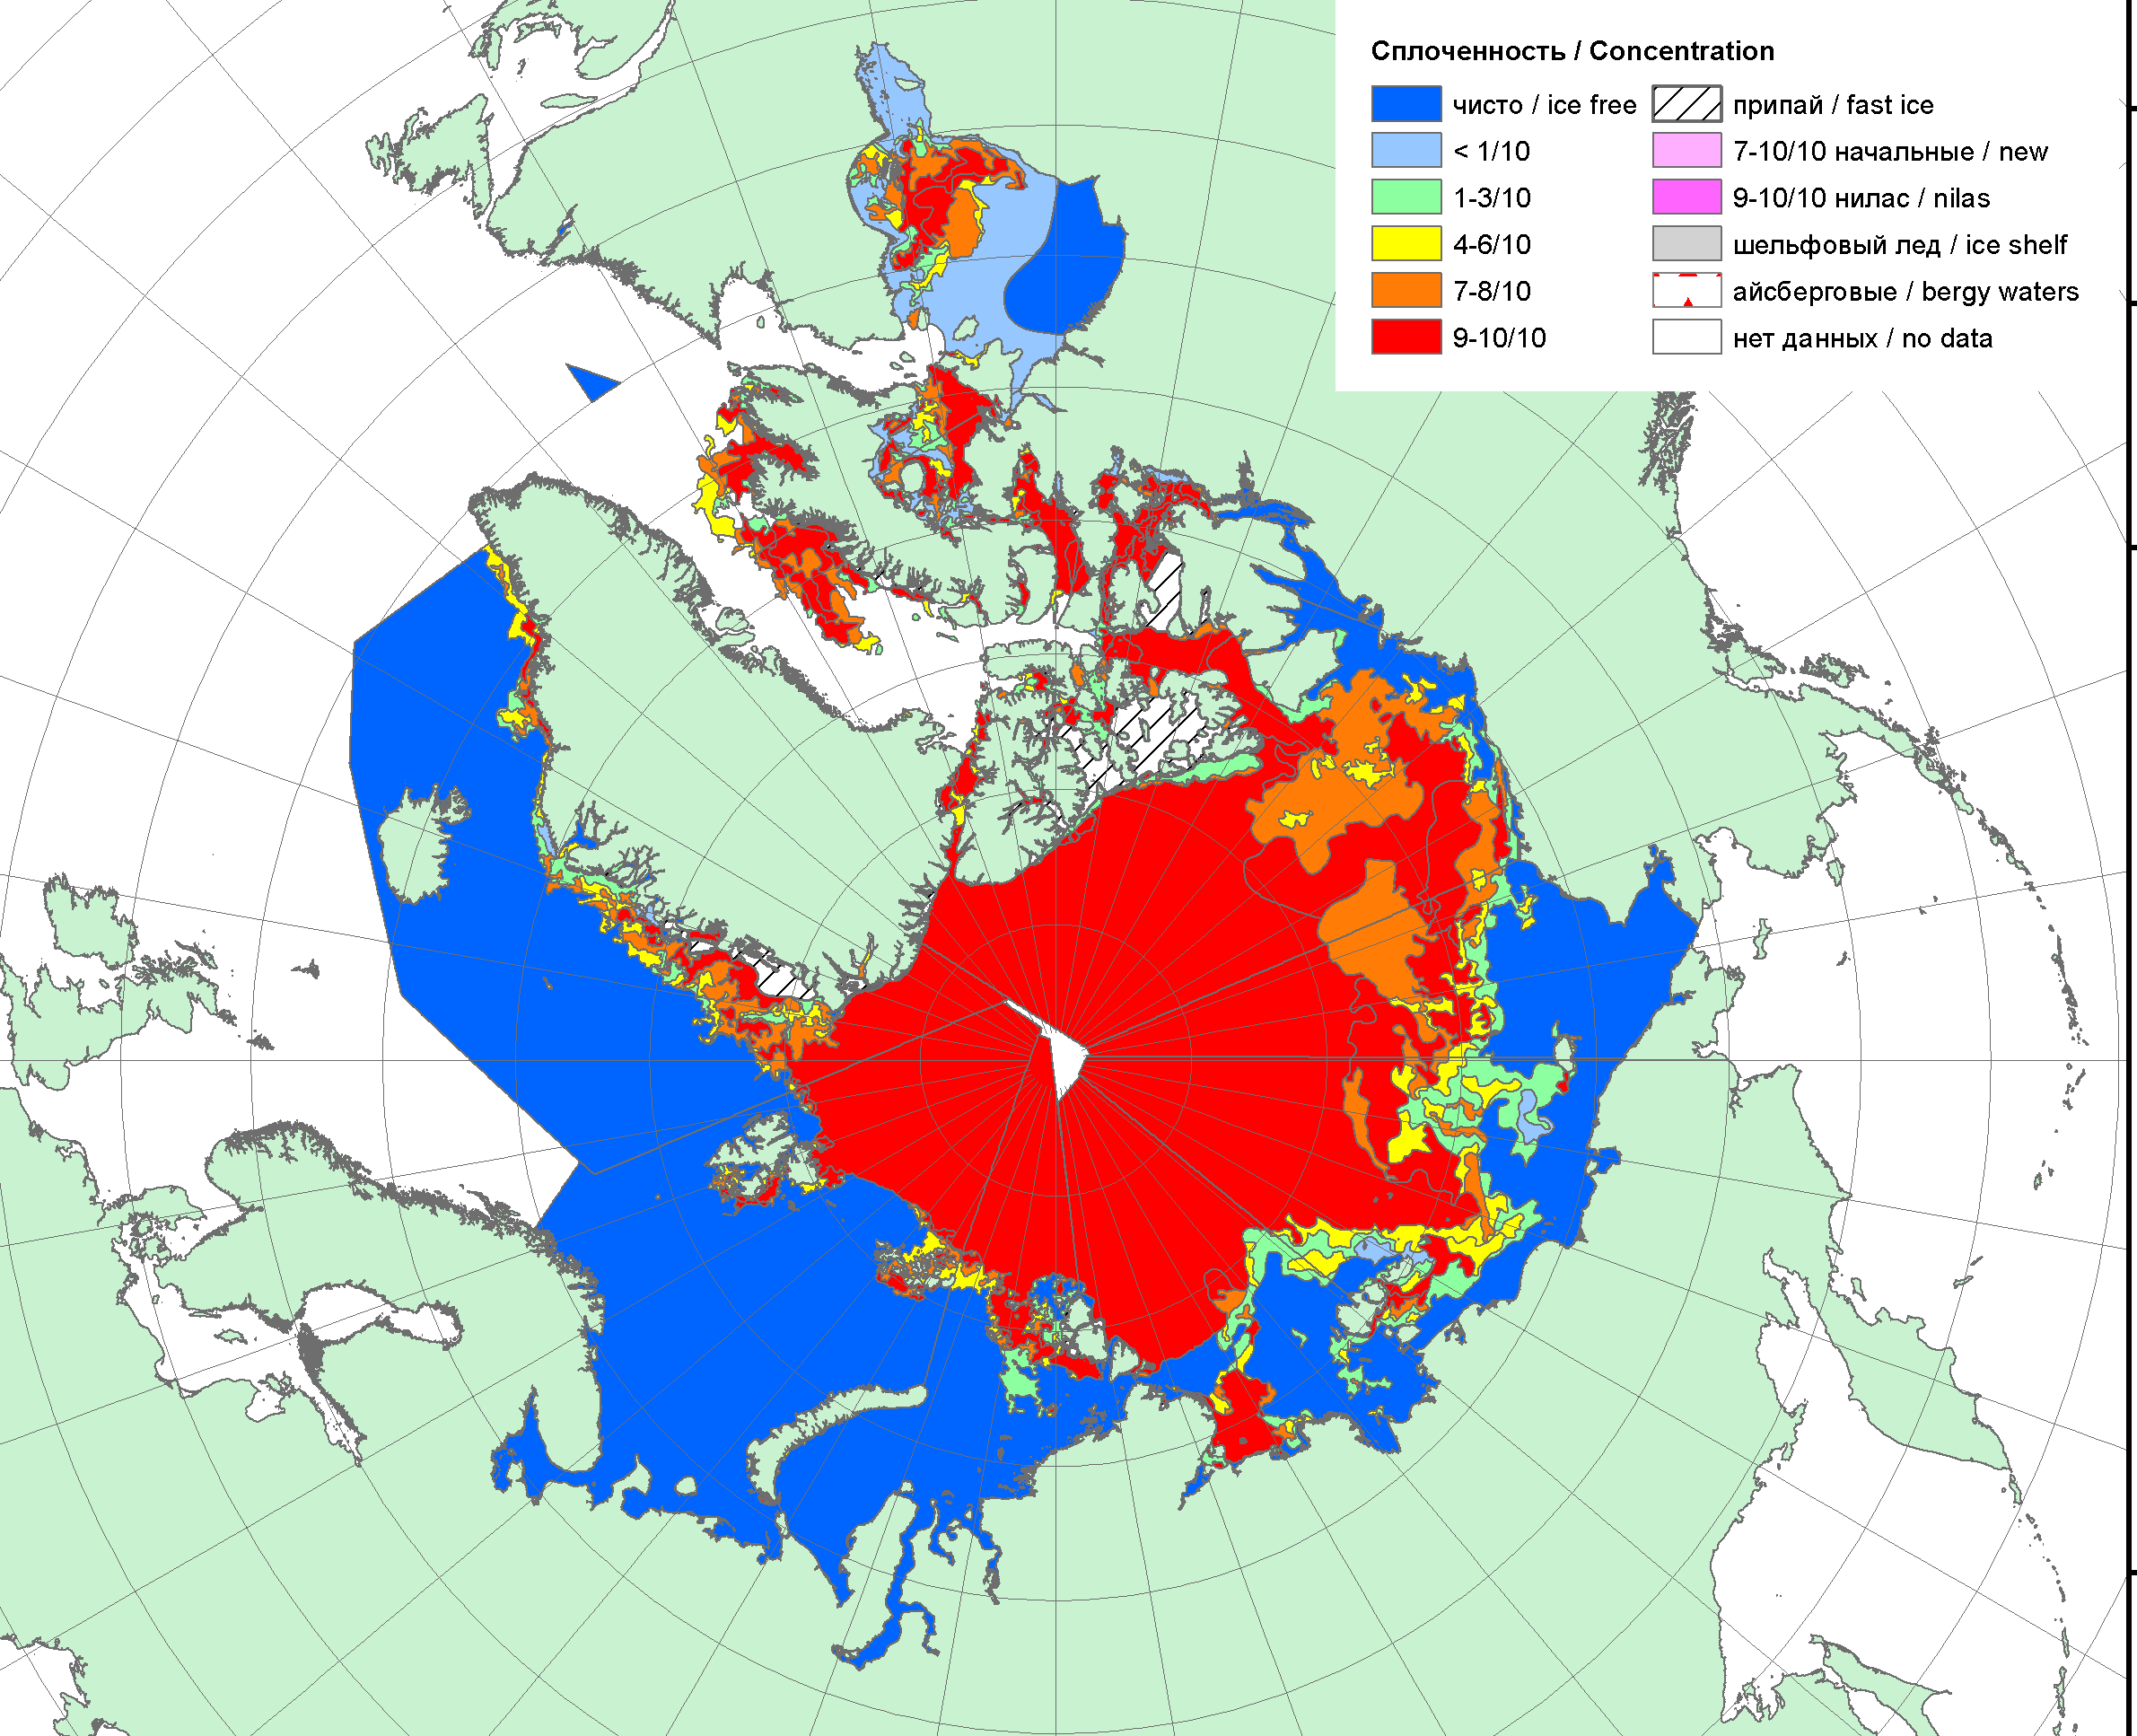 Сплоченность / Concentration
чисто / ice free
< 1/10
1-3/10
4-6/10
7-8/10
9-10/10
припай / fast ice
7-10/10 начальные / new
9-10/10 нилас / nilas
шельфовый лед / ice shelf
айсберговые / bergy waters
нет данных / no data